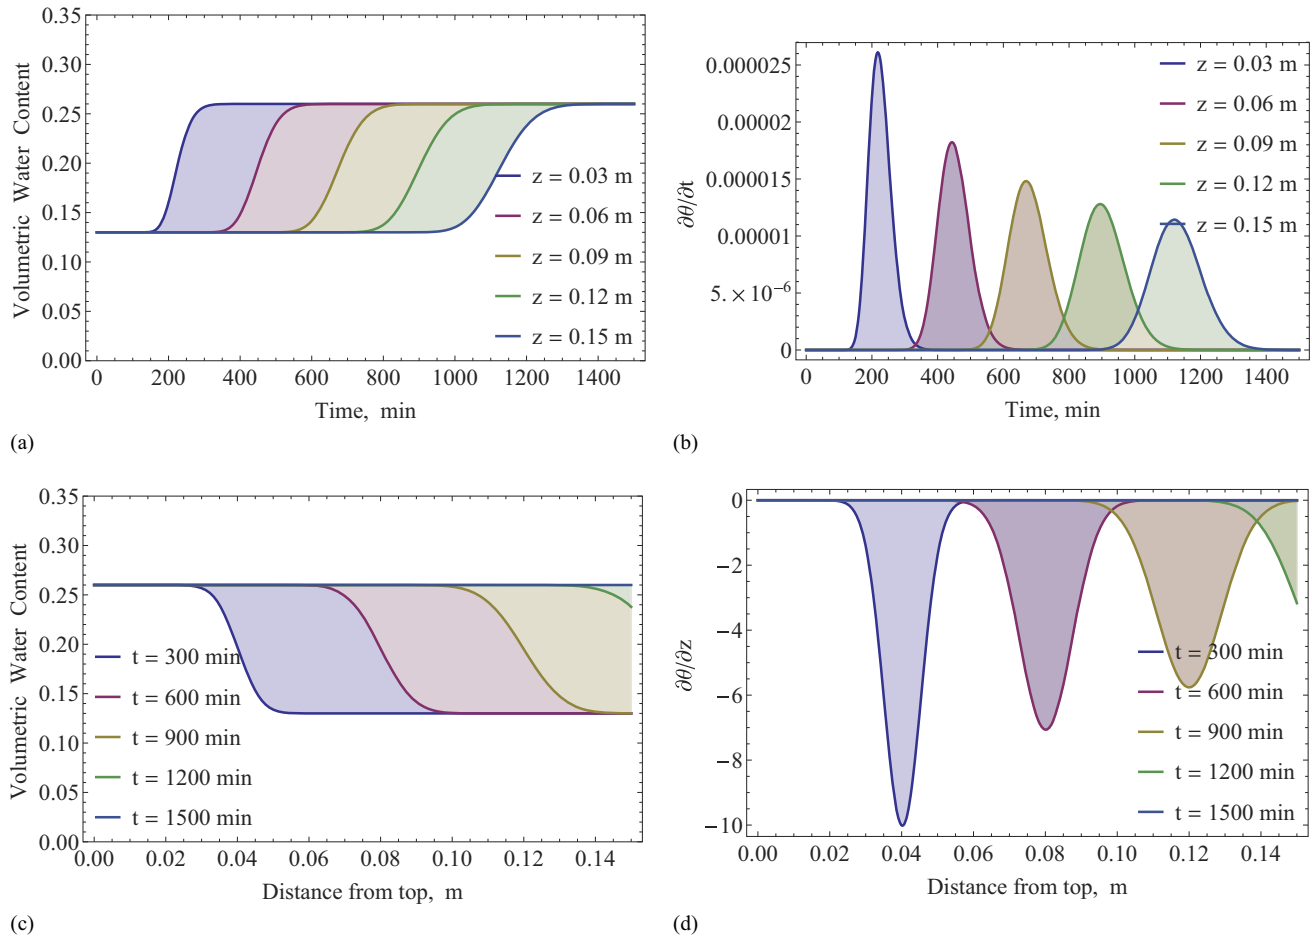 0.35
0.30
0.25
0.20
0.15
0.10
0.05
0.00
Volumetric Water Content
z = 0.03 m
z = 0.06 m
z = 0.09 m
z = 0.12 m
z = 0.15 m
0 200 400 600 800 1000 1200 1400
Time, min
(a)
0.000025
0.00002
0.000015
0.00001
5. × 10⁻⁶
0
∂θ/∂t
z = 0.03 m
z = 0.06 m
z = 0.09 m
z = 0.12 m
z = 0.15 m
0 200 400 600 800 1000 1200 1400
Time, min
(b)
0.35
0.30
0.25
0.20
0.15
0.10
0.05
0.00
Volumetric Water Content
t = 300 min
t = 600 min
t = 900 min
t = 1200 min
t = 1500 min
0.00 0.02 0.04 0.06 0.08 0.10 0.12 0.14
Distance from top, m
(c)
0
−2
−4
−6
−8
−10
∂θ/∂z
t = 300 min
t = 600 min
t = 900 min
t = 1200 min
t = 1500 min
0.00 0.02 0.04 0.06 0.08 0.10 0.12 0.14
Distance from top, m
(d)